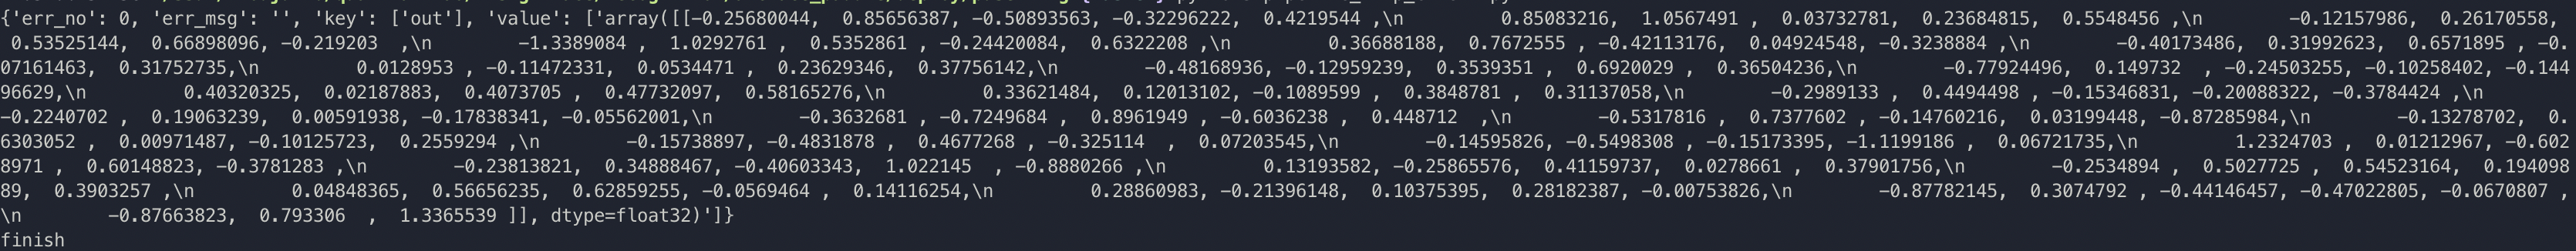 {'err_no': 0, 'err_msg': '', 'key': ['out'], 'value': ['array([[-0.25680044,  0.85656387, -0.50893563, -0.32296222,  0.4219544 ,\n         0.85083216,  1.0567491 ,  0.03732781,  0.23684815,  0.5548456 ,\n        -0.12157986,  0.26170558,
 0.53525144,  0.66898096, -0.219203  ,\n        -1.3389084 ,  1.0292761 ,  0.5352861 , -0.24420084,  0.6322208 ,\n         0.36688188,  0.7672555 , -0.42113176,  0.04924548, -0.3238884 ,\n        -0.40173486,  0.31992623,  0.6571895 , -0.
07161463,  0.31752735,\n         0.0128953 , -0.11472331,  0.0534471 ,  0.23629346,  0.37756142,\n        -0.48168936, -0.12959239,  0.3539351 ,  0.6920029 ,  0.36504236,\n        -0.77924496,  0.149732  , -0.24503255, -0.10258402, -0.144
96629,\n         0.40320325,  0.02187883,  0.4073705 ,  0.47732097,  0.58165276,\n         0.33621484,  0.12013102, -0.1089599 ,  0.3848781 ,  0.31137058,\n        -0.2989133 ,  0.4494498 , -0.15346831, -0.20088322, -0.3784424 ,\n
-0.2240702 ,  0.19063239,  0.00591938, -0.17838341, -0.05562001,\n        -0.3632681 , -0.7249684 ,  0.8961949 , -0.6036238 ,  0.448712  ,\n        -0.5317816 ,  0.7377602 , -0.14760216,  0.03199448, -0.87285984,\n        -0.13278702,  0.
6303052 ,  0.00971487, -0.10125723,  0.2559294 ,\n        -0.15738897, -0.4831878 ,  0.4677268 , -0.325114  ,  0.07203545,\n        -0.14595826, -0.5498308 , -0.15173395, -1.1199186 ,  0.06721735,\n         1.2324703 ,  0.01212967, -0.602
8971 ,  0.60148823, -0.3781283 ,\n        -0.23813821,  0.34888467, -0.40603343,  1.022145  , -0.8880266 ,\n         0.13193582, -0.25865576,  0.41159737,  0.0278661 ,  0.37901756,\n        -0.2534894 ,  0.5027725 ,  0.54523164,  0.194098
89,  0.3903257 ,\n         0.04848365,  0.56656235,  0.62859255, -0.0569464 ,  0.14116254,\n         0.28860983, -0.21396148,  0.10375395,  0.28182387, -0.00753826,\n        -0.87782145,  0.3074792 , -0.44146457, -0.47022805, -0.0670807 ,
\n        -0.87663823,  0.793306  ,  1.3365539 ]], dtype=float32)']}
finish